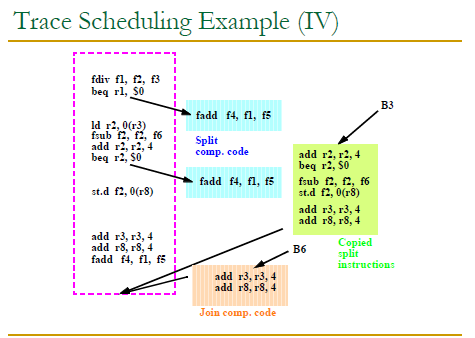 Trace Scheduling Example (IV)
fdiv f1, f2, f3
beq r1, $0
fadd f4, f1, f5
B3
ld r2, 0(r3)
fsub f2, f2, f6
add r2, r2, 4
beq r2, $0
Split
comp. code
add r2, r2, 4
beq r2, $0
fsub f2, f2, f6
st.d f2, 0(r8)
add r3, r3, 4
add r8, r8, 4
fadd f4, f1, f5
st.d f2, 0(r8)
add r3, r3, 4
add r8, r8, 4
fadd f4, f1, f5
Copied
split
instructions
B6
add r3, r3, 4
add r8, r8, 4
Join comp. code